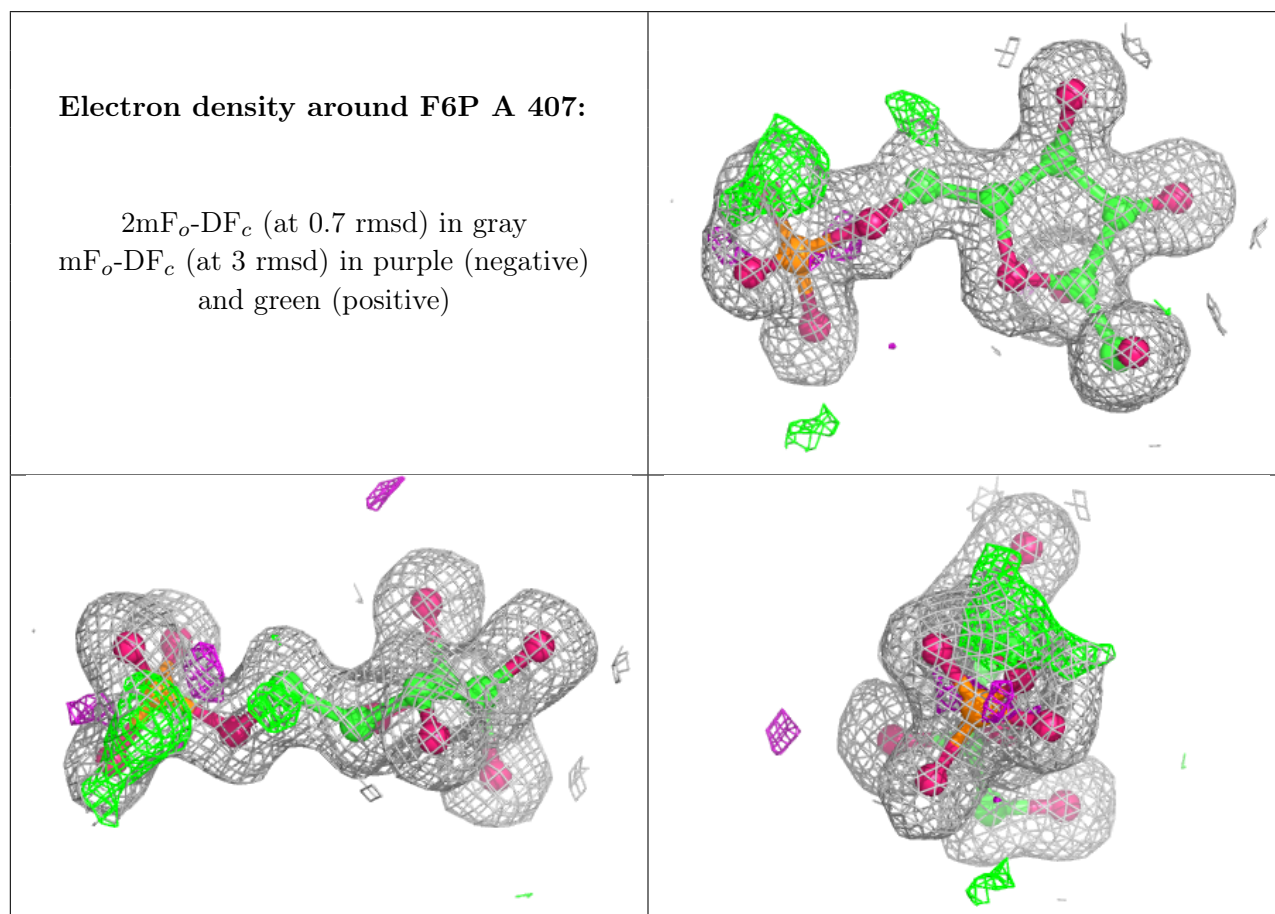 Electron density around F6P A 407:
2mFo-DFc (at 0.7 rmsd) in gray
mFo-DFc (at 3 rmsd) in purple (negative)
and green (positive)